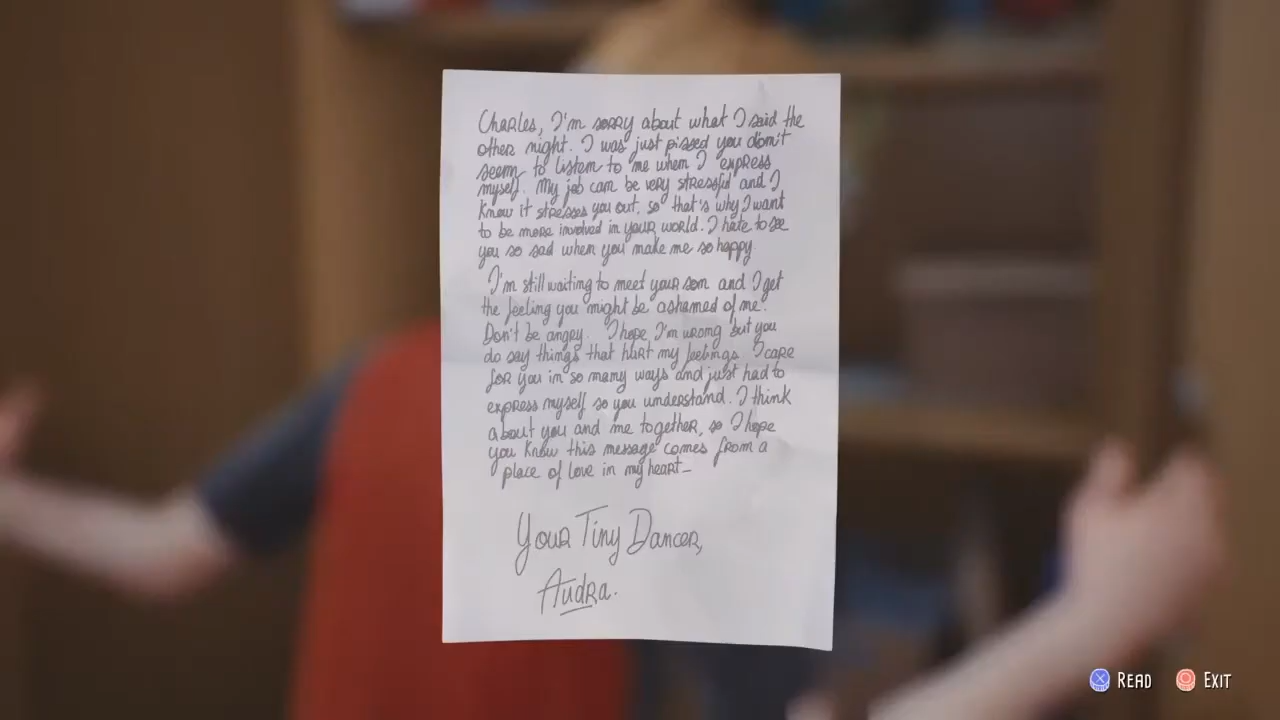 Charles, I'm sorry about what I said the
other night. I was just pissed you don't
seem to listen to me when I express
myself. My job can be very stressful and I
know it stresses you out, so that's why I want
to be more involved in your world. I hate to see
you so sad when you make me so happy.
I'm still waiting to meet your son and I get
the feeling you might be ashamed of me.
Don't be angry. I hope I'm wrong but you
do say things that hurt my feelings. I care
for you in so many ways and just had to
express myself so you understand. I think
about you and me together, so I hope
you know this message comes from a
place of love in my heart_
Your Tiny Dancer,
Audra.
READ EXIT